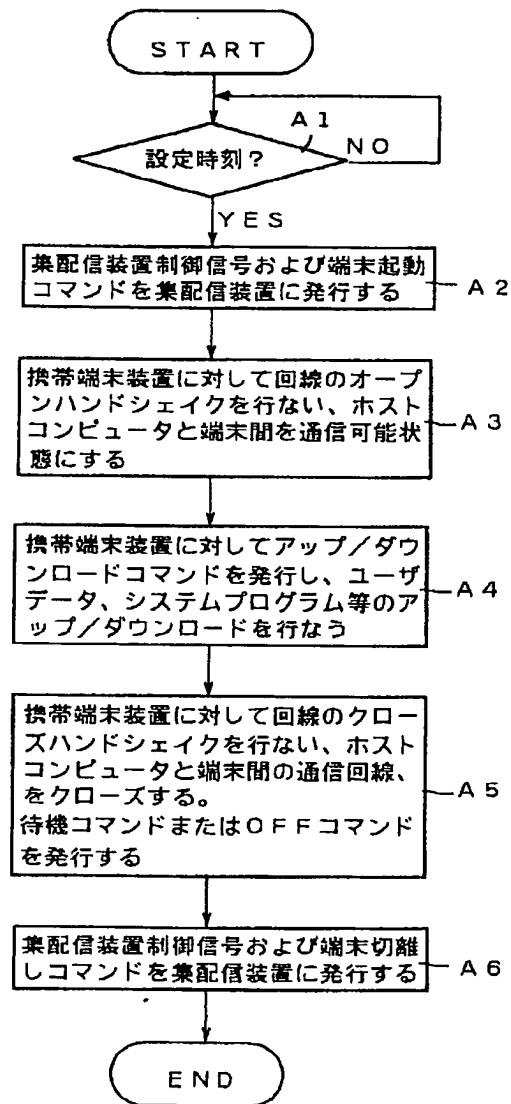 START
A1
設定時刻?
NO
YES
集配信装置制御信号および端末起動
コマンドを集配信装置に発行する
A2
携帯端末装置に対して回線のオープ
ンハンドシェイクを行ない、ホスト
コンピュータと端末間を通信可能状
態にする
A3
携帯端末装置に対してアップ/ダウ
ンロードコマンドを発行し、ユーザ
データ、システムプログラム等のア
ップ/ダウンロードを行なう
A4
携帯端末装置に対して回線のクロー
ズハンドシェイクを行ない、ホスト
コンピュータと端末間の通信回線、
をクローズする。
待機コマンドまたはOFFコマンド
を発行する
A5
集配信装置制御信号および端末切離
しコマンドを集配信装置に発行する
A6
END